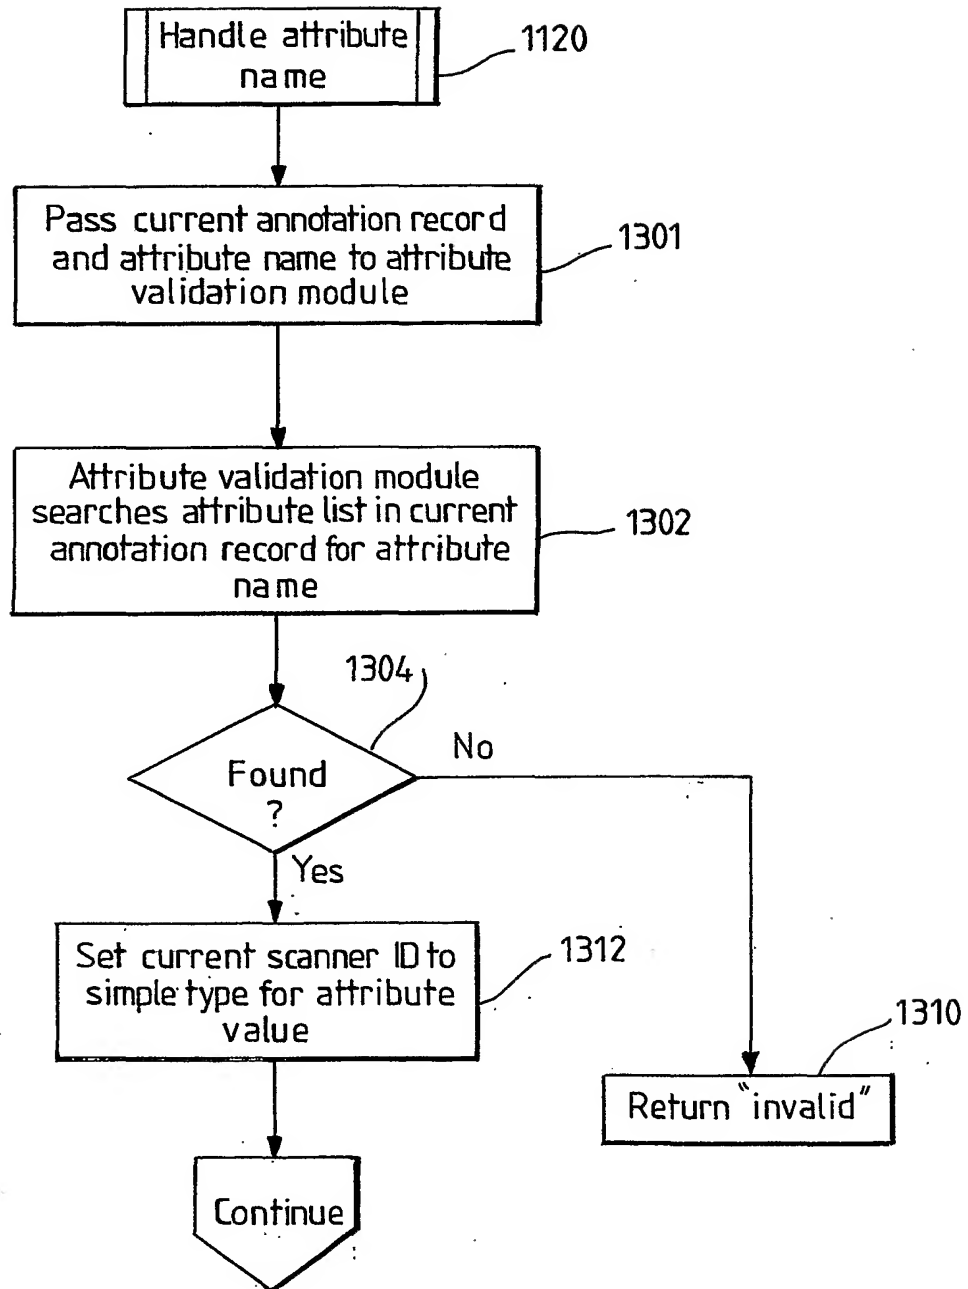 Handle attribute
name
1120
Pass current annotation record
and attribute name to attribute
validation module
1301
Attribute validation module
searches attribute list in current
annotation record for attribute
name
1302
1304
Found
?
No
Yes
Set current scanner ID to
simple type for attribute
value
1312
1310
Return "invalid"
Continue